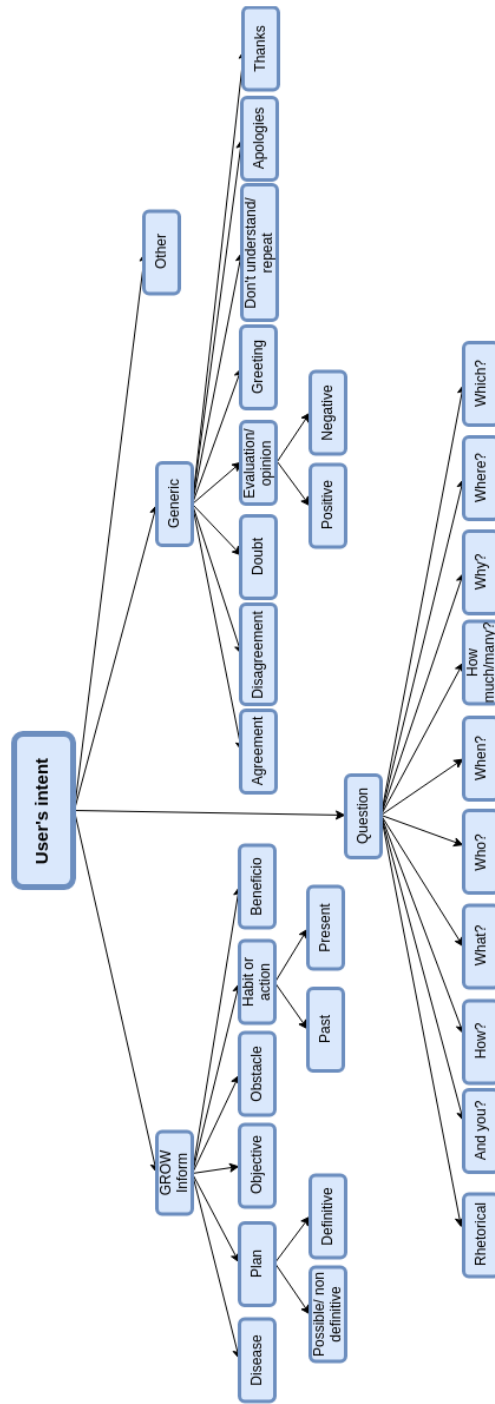 User's intent
Other
GROW
Inform
Generic
Disease
Plan
Objective
Obstacle
Habit or
action
Beneficio
Agreement
Disagreement
Doubt
Evaluation/
opinion
Greeting
Don't understand/
repeat
Apologies
Thanks
Possible/ non
definitive
Definitive
Past
Present
Positive
Negative
Question
Rhetorical
And you?
How?
What?
Who?
When?
How
much/many?
Why?
Where?
Which?